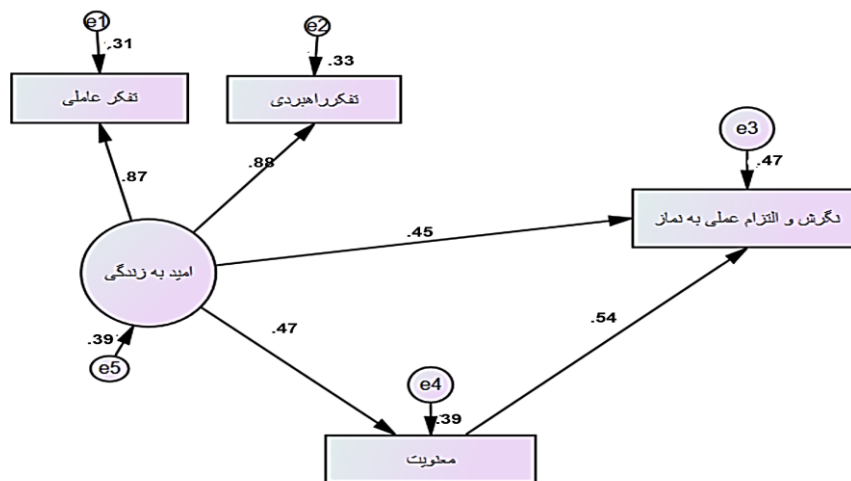 e1
e2
.31
.33
تفکر عاملی
تفکرراهبردی
e3
.47
.87
.88
نگرش و التزام عملی به نماز
.45
امید به زندگی
.47
.54
.39
e5
e4
.39
معنویت